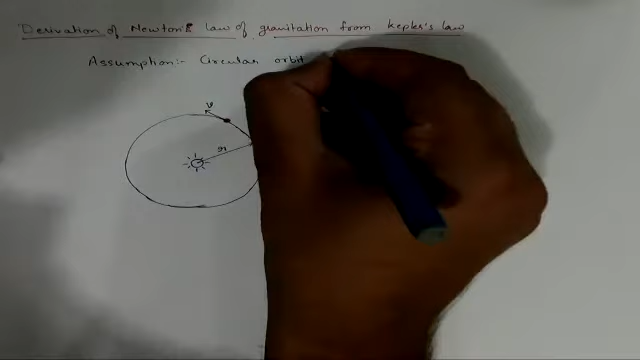 Derivation of Newton's law of gravitation from Kepler's law
Assumption:- Circular orbit
v
r